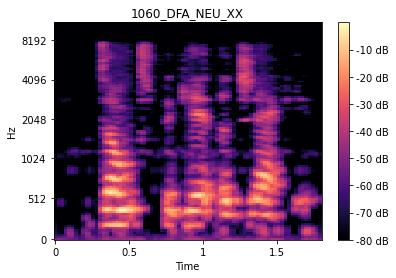 1060_DFA_NEU_XX
Hz
8192
4096
2048
1024
512
0
0
0.5
1
1.5
Time
-10 dB
-20 dB
-30 dB
-40 dB
-50 dB
-60 dB
-70 dB
-80 dB